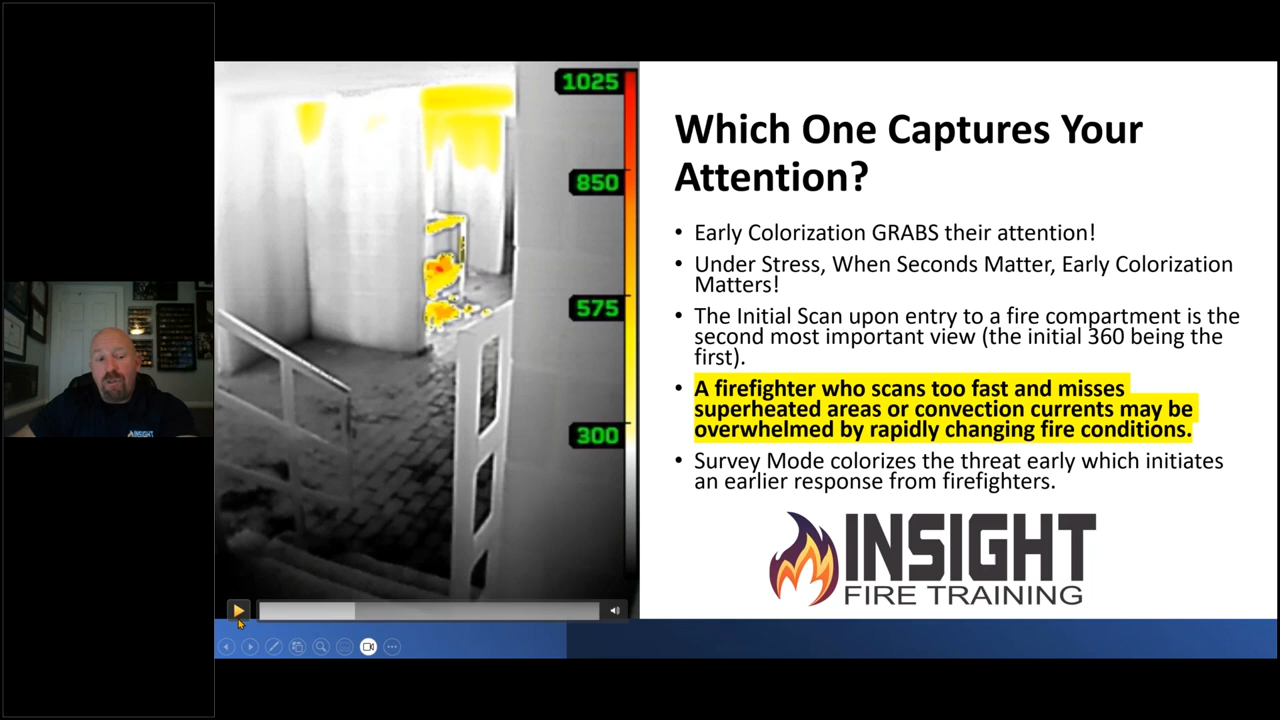 INSIGHT
1025
850
575
300
Which One Captures Your
Attention?
• Early Colorization GRABS their attention!
• Under Stress, When Seconds Matter, Early Colorization
Matters!
• The Initial Scan upon entry to a fire compartment is the
second most important view (the initial 360 being the
first).
• A firefighter who scans too fast and misses
superheated areas or convection currents may be
overwhelmed by rapidly changing fire conditions.
• Survey Mode colorizes the threat early which initiates
an earlier response from firefighters.
INSIGHT
FIRE TRAINING